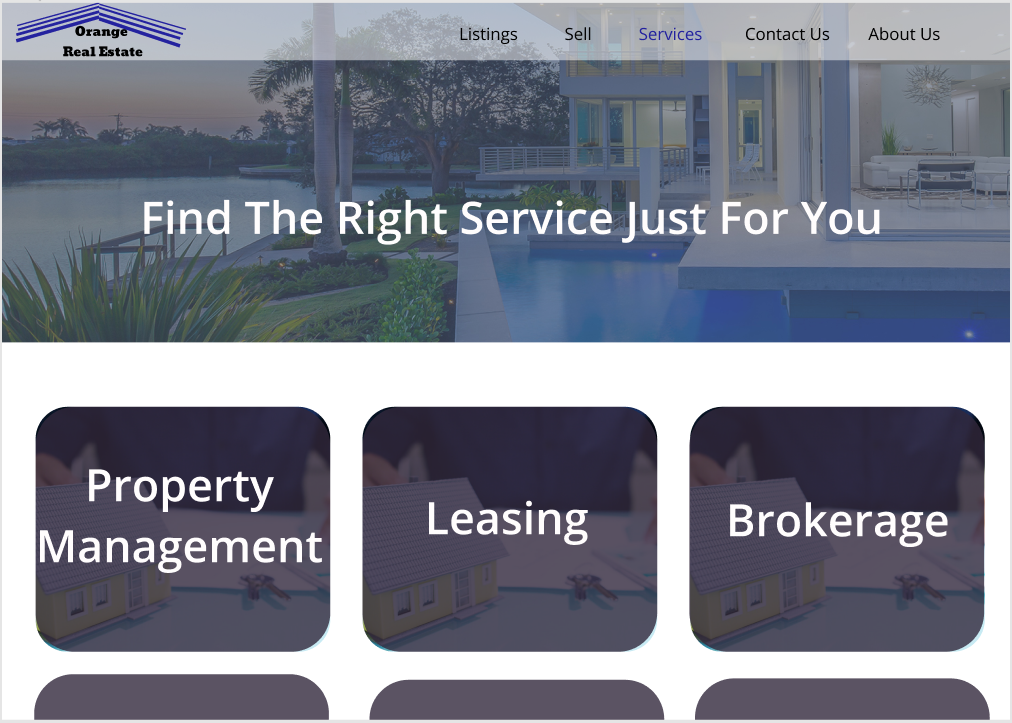 Orange
Real Estate
Listings Sell Services Contact Us About Us
Find The Right Service Just For You
Property
Management
Leasing
Brokerage